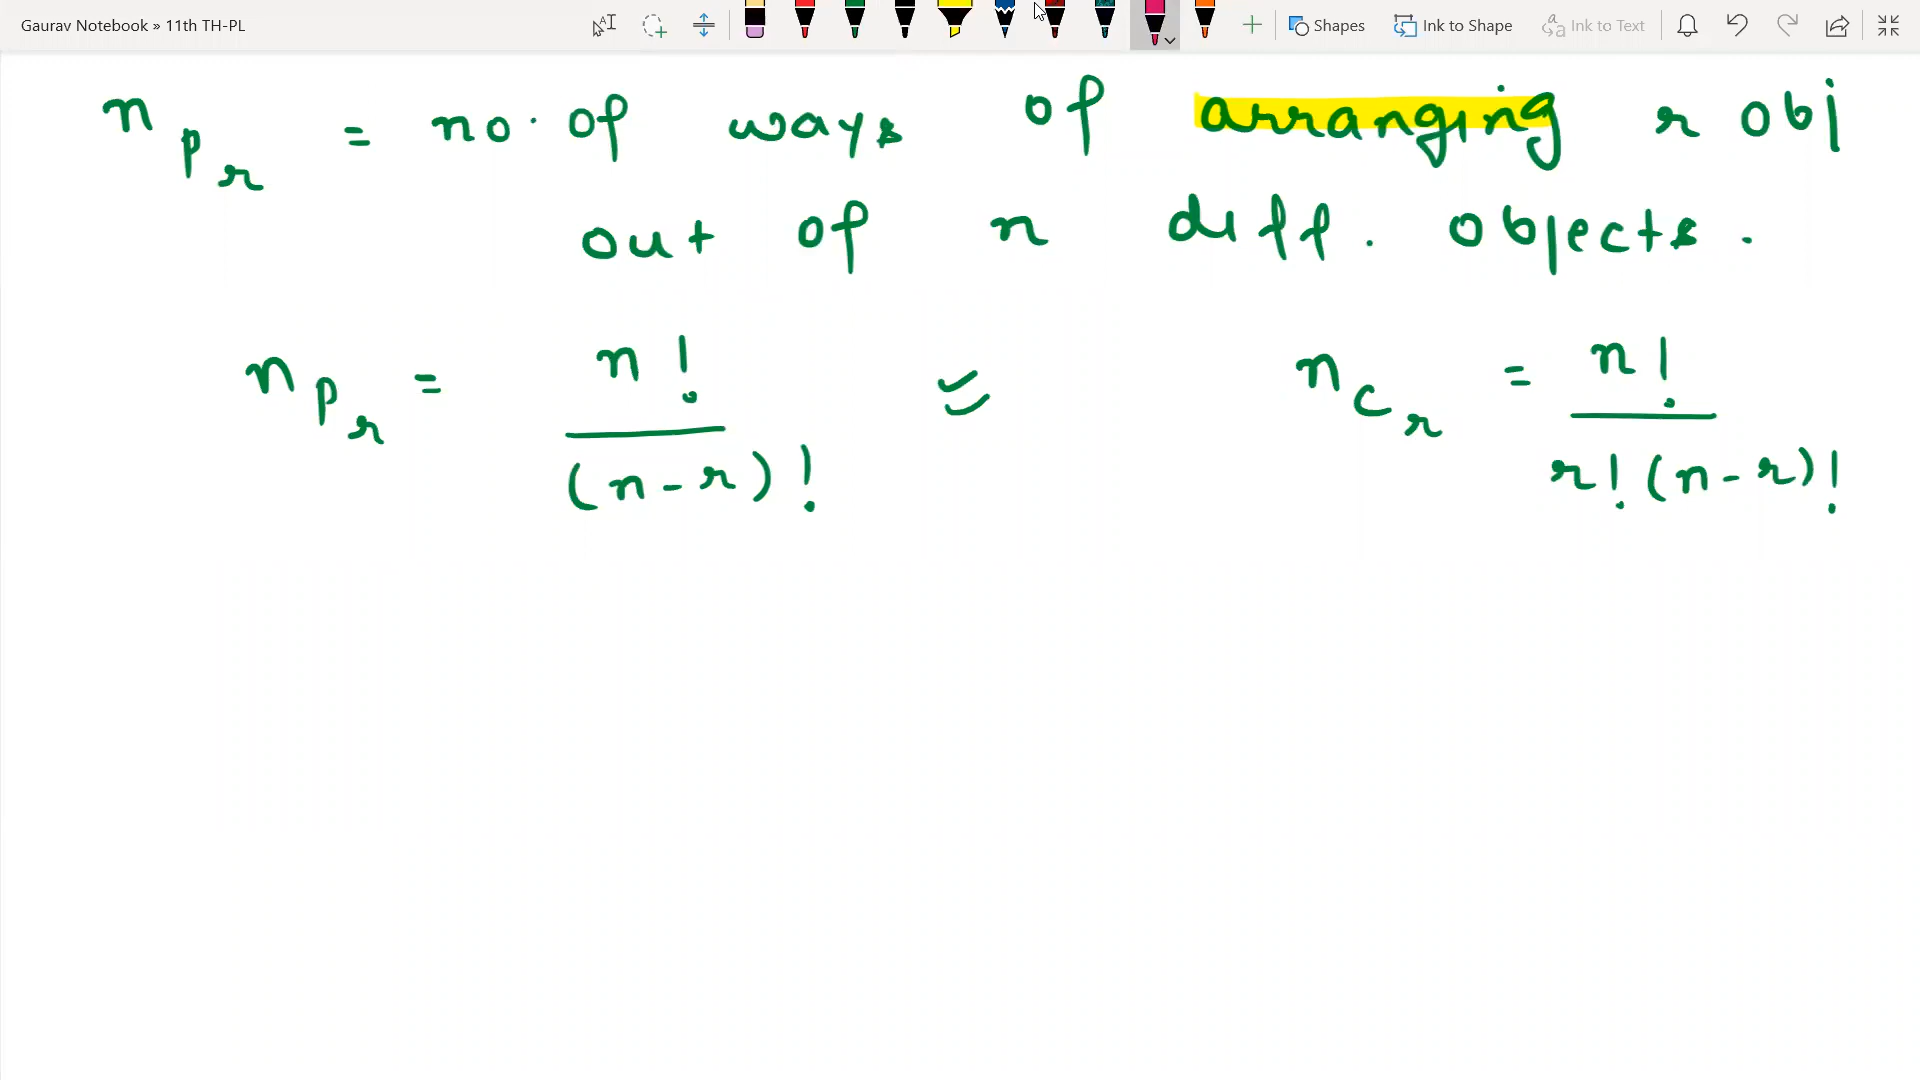 Gaurav Notebook » 11th TH-PL Shapes Ink to Shape Ink to Text
nPr = no. of ways of arranging r obj
out of n diff. objects.
nPr = n! / (n-r)! nCr = n! / r!(n-r)!